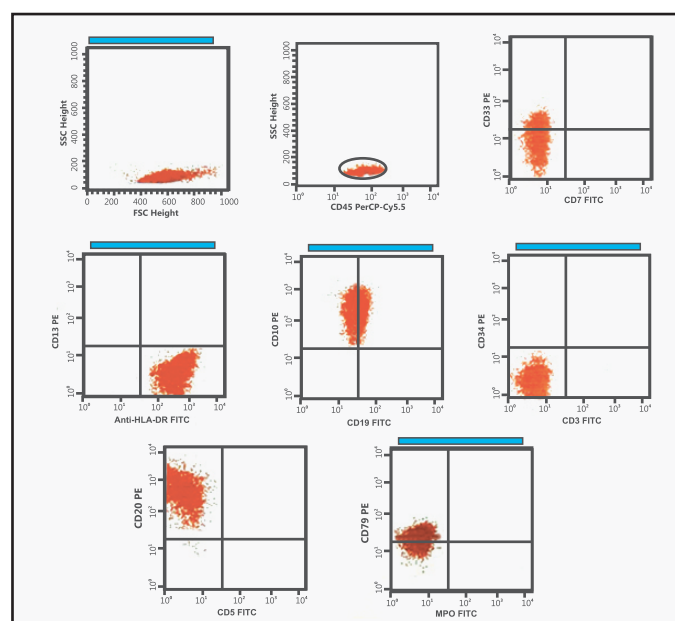 1000
800
600
400
200
0
SSC Height
0 200 400 600 800 1000
FSC Height
1000
800
600
400
200
0
SSC Height
10⁰ 10¹ 10² 10³ 10⁴
CD45 PerCP-Cy5.5
10⁴
10³
10²
10¹
10⁰
CD33 PE
10⁰ 10¹ 10² 10³ 10⁴
CD7 FITC
10⁴
10³
10²
10¹
10⁰
CD13 PE
10⁰ 10¹ 10² 10³ 10⁴
Anti-HLA-DR FITC
10⁴
10³
10²
10¹
10⁰
CD10 PE
10⁰ 10¹ 10² 10³ 10⁴
CD19 FITC
10⁴
10³
10²
10¹
10⁰
CD34 PE
10⁰ 10¹ 10² 10³ 10⁴
CD3 FITC
10⁴
10³
10²
10¹
10⁰
CD20 PE
10⁰ 10¹ 10² 10³ 10⁴
CD5 FITC
10⁴
10³
10²
10¹
10⁰
CD79 PE
10⁰ 10¹ 10² 10³ 10⁴
MPO FITC